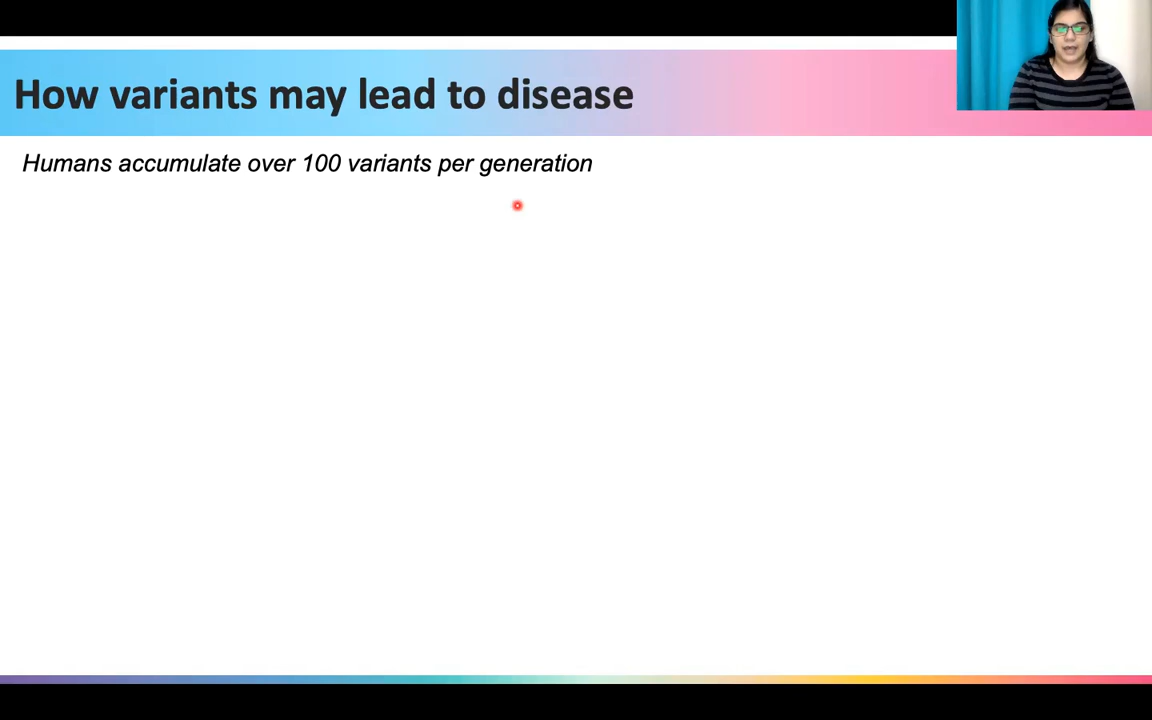 How variants may lead to disease
Humans accumulate over 100 variants per generation